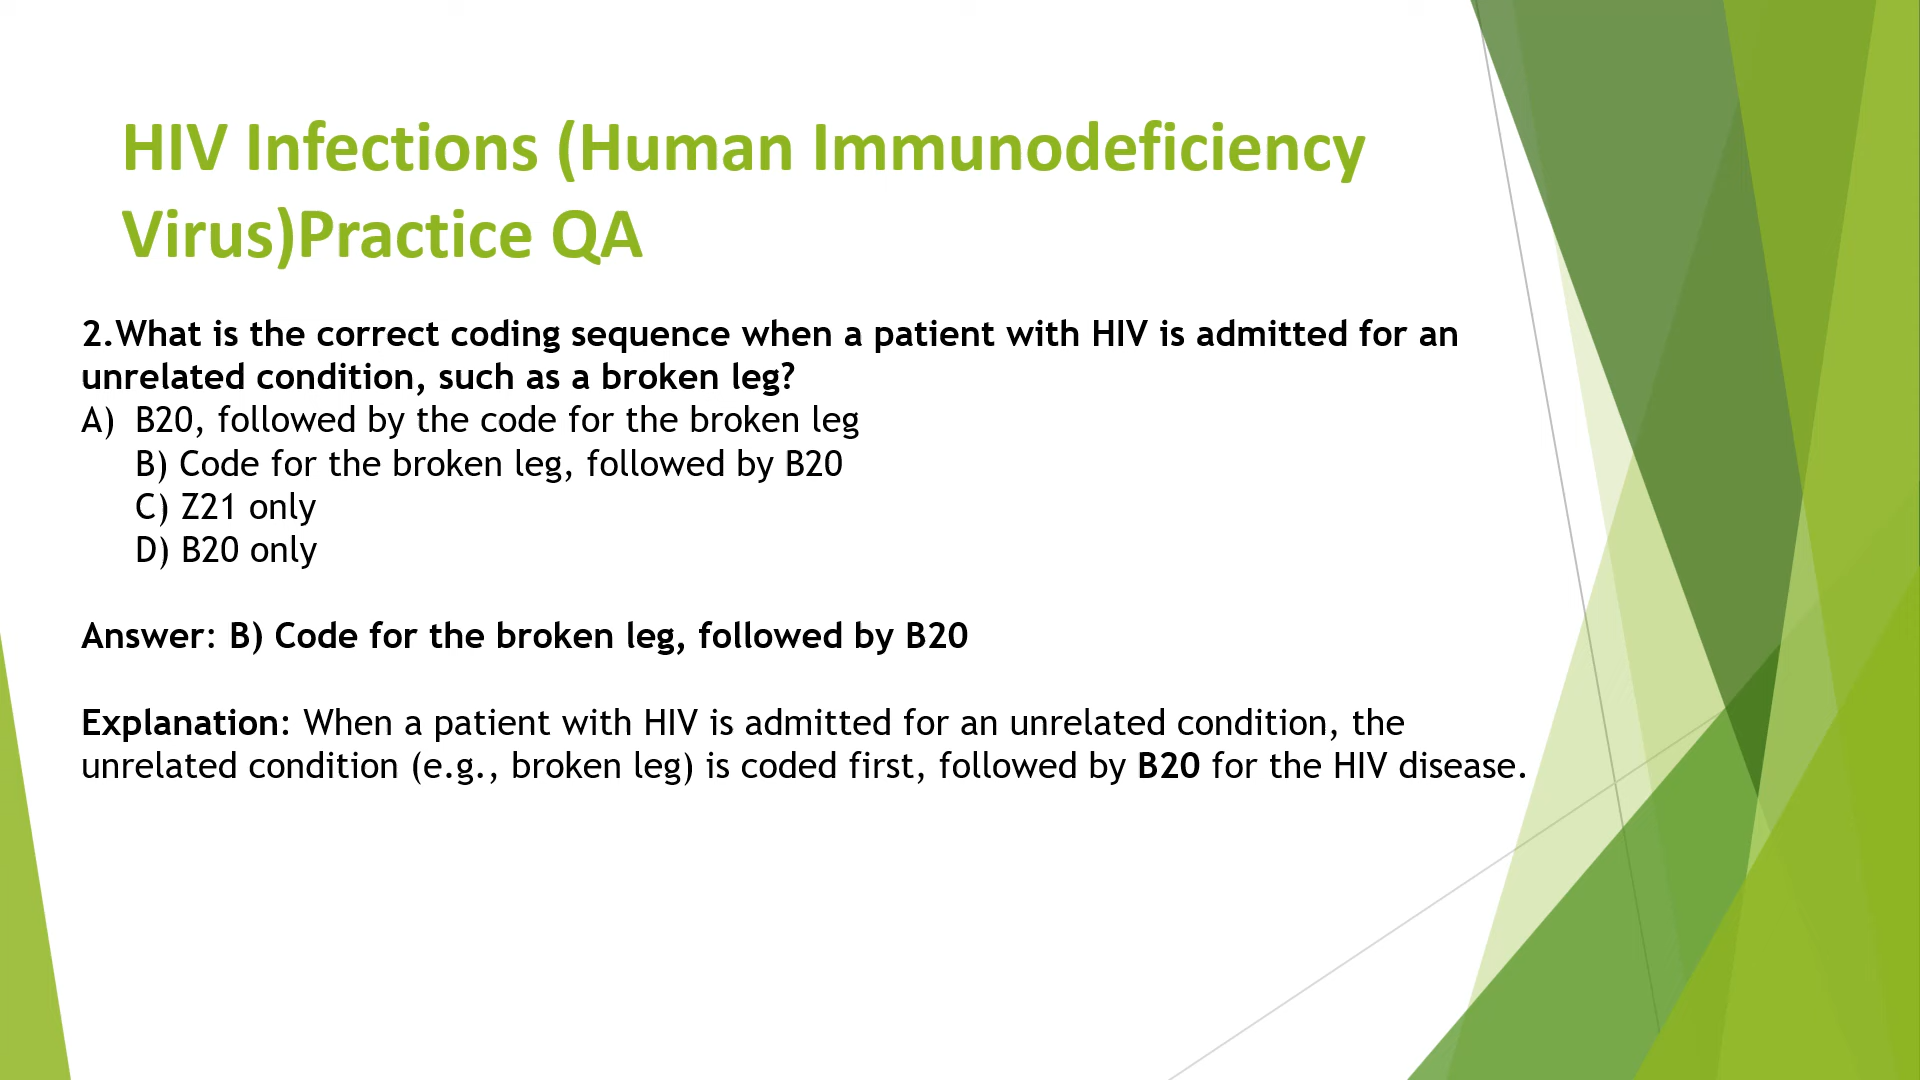 HIV Infections (Human Immunodeficiency
Virus)Practice QA
2.What is the correct coding sequence when a patient with HIV is admitted for an
unrelated condition, such as a broken leg?
A) B20, followed by the code for the broken leg
B) Code for the broken leg, followed by B20
C) Z21 only
D) B20 only
Answer: B) Code for the broken leg, followed by B20
Explanation: When a patient with HIV is admitted for an unrelated condition, the
unrelated condition (e.g., broken leg) is coded first, followed by B20 for the HIV disease.